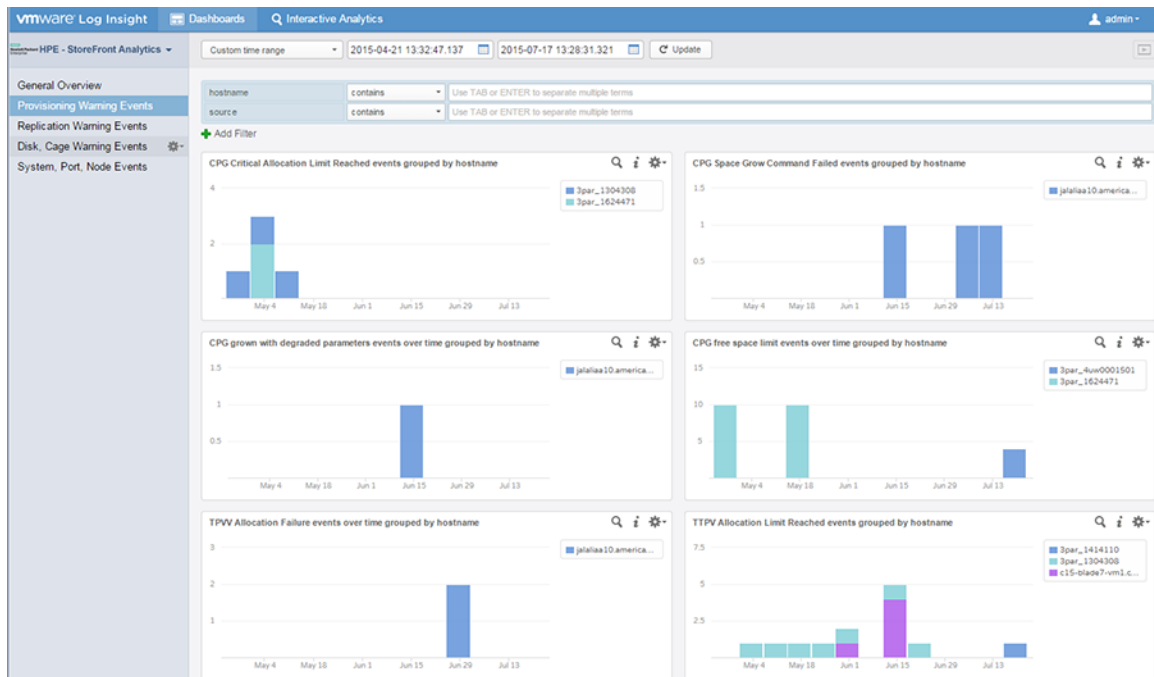 vmware Log Insight Dashboards Interactive Analytics admin
HPE - StoreFront Analytics
Custom time range 2015-04-21 13:32:47.137 2015-07-17 13:28:31.321 Update
General Overview
Provisioning Warning Events
Replication Warning Events
Disk, Cage Warning Events
System, Port, Node Events
hostname contains Use TAB or ENTER to separate multiple terms
source contains Use TAB or ENTER to separate multiple terms
Add Filter
CPG Critical Allocation Limit Reached events grouped by hostname
4
2
3par_1304308
3par_1624471
May 4 May 18 Jun 1 Jun 15 Jun 29 Jul 13
CPG Space Grow Command Failed events grouped by hostname
1.5
1
0.5
jalaliaa10.america...
May 4 May 18 Jun 1 Jun 15 Jun 29 Jul 13
CPG grown with degraded parameters events over time grouped by hostname
1.5
1
0.5
jalaliaa10.america...
May 4 May 18 Jun 1 Jun 15 Jun 29 Jul 13
CPG free space limit events over time grouped by hostname
15
10
5
3par_4uw0001501
3par_1624471
May 4 May 18 Jun 1 Jun 15 Jun 29 Jul 13
TPVV Allocation Failure events over time grouped by hostname
3
2
1
jalaliaa10.america...
May 4 May 18 Jun 1 Jun 15 Jun 29 Jul 13
TTPV Allocation Limit Reached events grouped by hostname
7.5
5
2.5
3par_1414110
3par_1304308
c15-blade7-vm1.c...
May 4 May 18 Jun 1 Jun 15 Jun 29 Jul 13